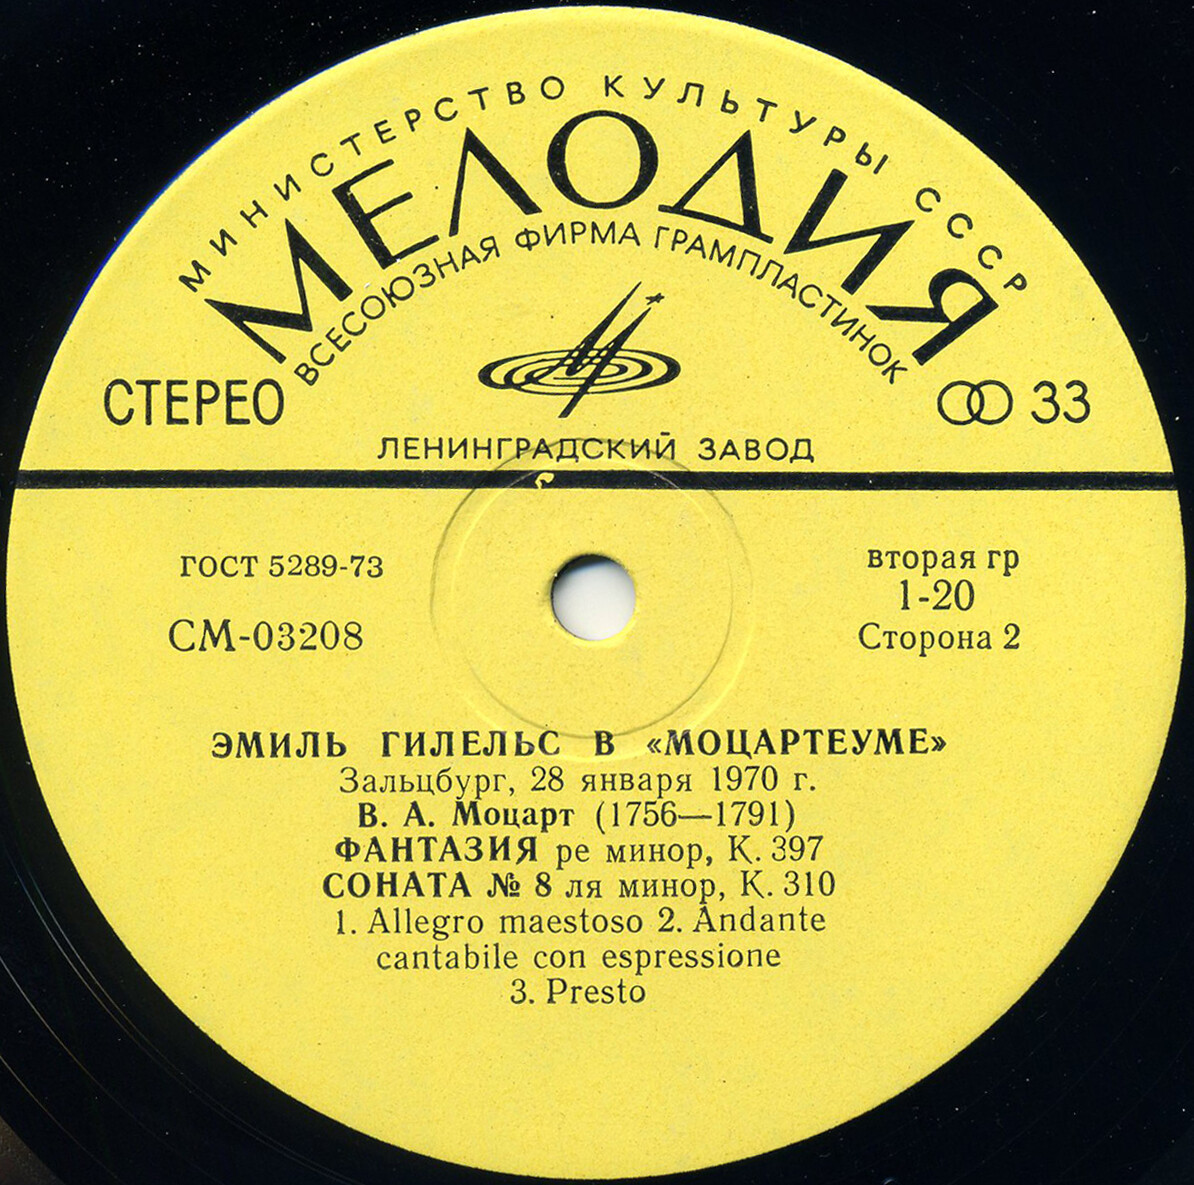 МИНИСТЕРСТВО КУЛЬТУРЫ СССР
МЕЛОДИЯ
ВСЕСОЮЗНАЯ ФИРМА ГРАМПЛАСТИНОК
СТЕРЕО
33
ЛЕНИНГРАДСКИЙ ЗАВОД
ГОСТ 5289-73
СМ-03208
вторая гр
1-20
Сторона 2
ЭМИЛЬ ГИЛЕЛЬС В «МОЦАРТЕУМЕ»
Зальцбург, 28 января 1970 г.
В. А. Моцарт (1756—1791)
ФАНТАЗИЯ ре минор, К. 397
СОНАТА № 8 ля минор, К. 310
1. Allegro maestoso 2. Andante
cantabile con espressione
3. Presto